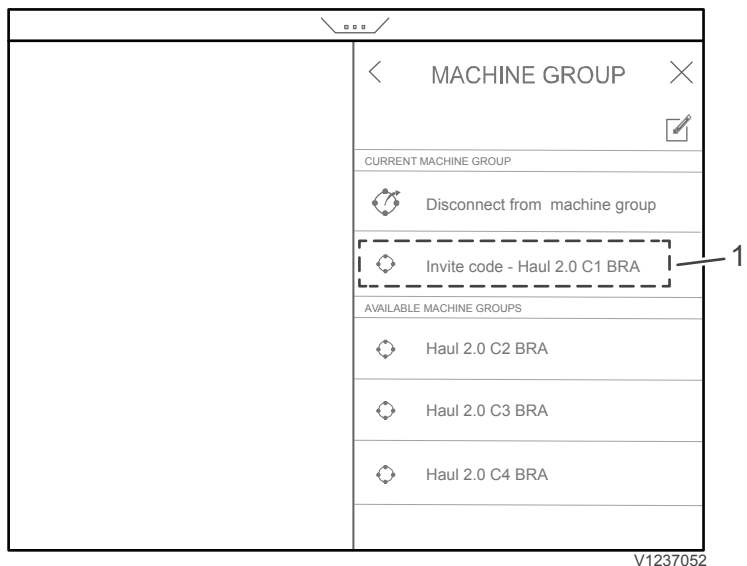 MACHINE GROUP
CURRENT MACHINE GROUP
Disconnect from machine group
Invite code - Haul 2.0 C1 BRA
1
AVAILABLE MACHINE GROUPS
Haul 2.0 C2 BRA
Haul 2.0 C3 BRA
Haul 2.0 C4 BRA
V1237052